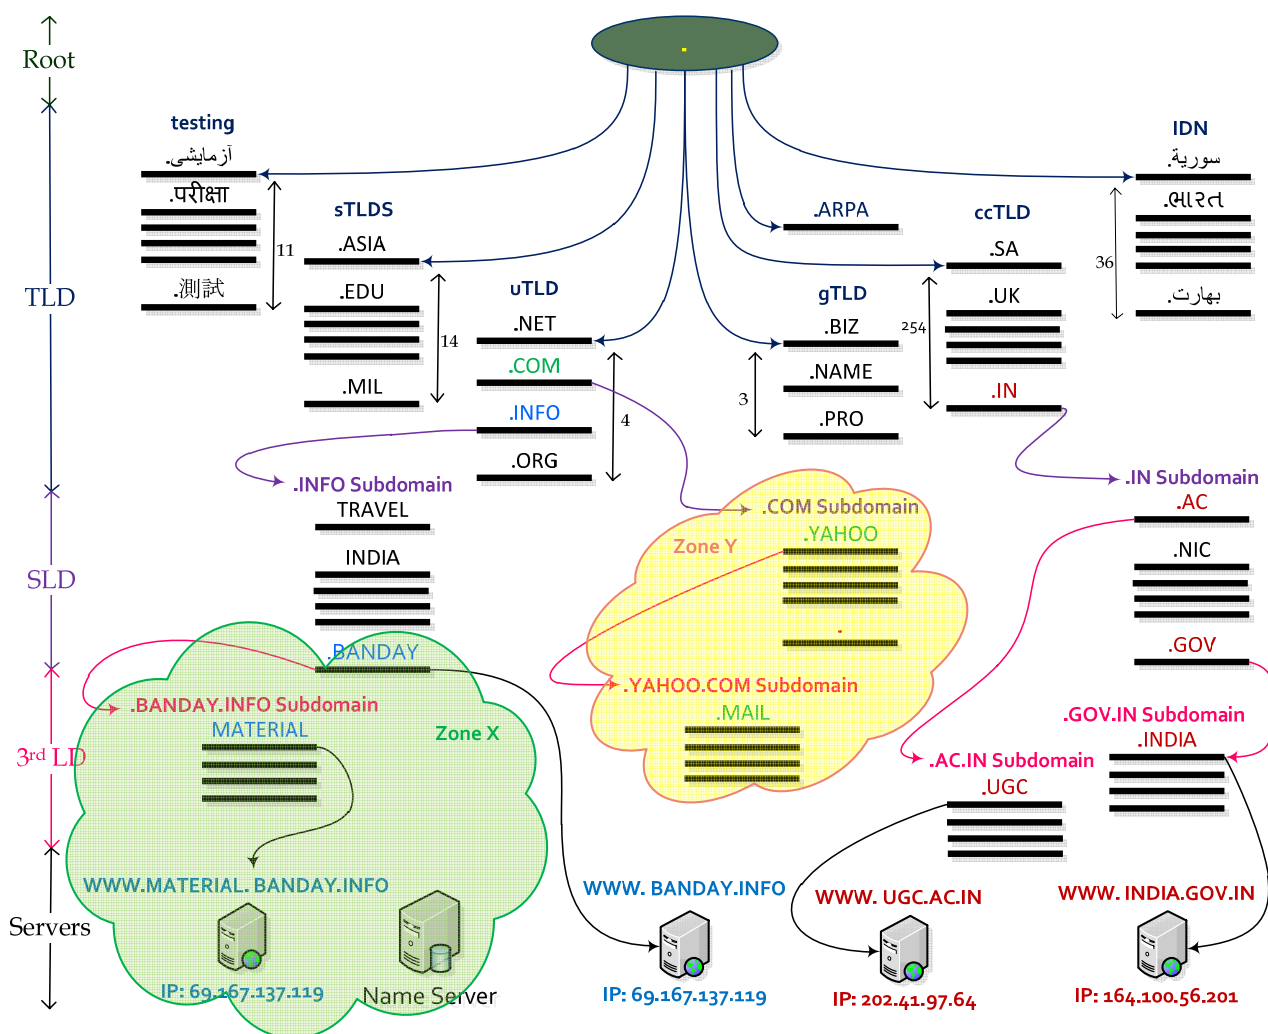 .
Root
testing
.آزمایشی
.परीक्षा
11
.測試
sTLDS
.ASIA
.EDU
14
.MIL
uTLD
.NET
.COM
.INFO
4
.ORG
.ARPA
gTLD
.BIZ
.NAME
3
.PRO
ccTLD
.SA
.UK
254
.IN
IDN
.سورية
.ભારત
36
.بھارت
TLD
.INFO Subdomain
TRAVEL
INDIA
.BANDAY
.COM Subdomain
.YAHOO
Zone Y
.
.IN Subdomain
.AC
.NIC
.GOV
SLD
.BANDAY.INFO Subdomain
MATERIAL
Zone X
.YAHOO.COM Subdomain
.MAIL
.GOV.IN Subdomain
.INDIA
.AC.IN Subdomain
.UGC
3rd LD
WWW.MATERIAL. BANDAY.INFO
WWW. BANDAY.INFO
WWW. UGC.AC.IN
WWW. INDIA.GOV.IN
Servers
IP: 69.167.137.119
Name Server
IP: 69.167.137.119
IP: 202.41.97.64
IP: 164.100.56.201